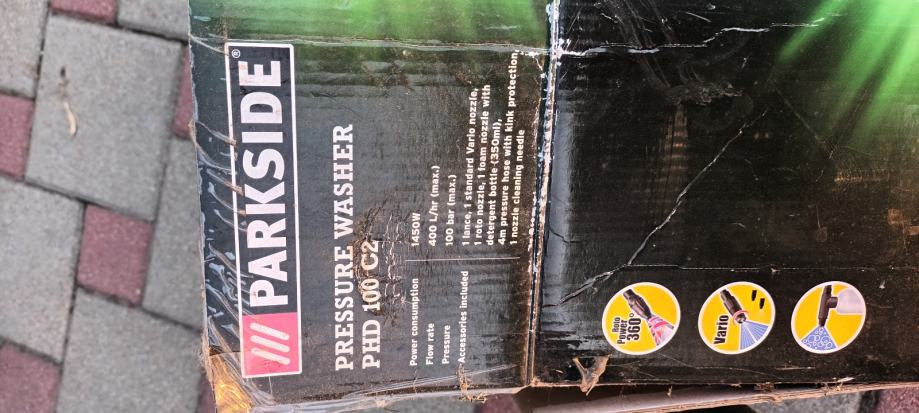 PARKSIDE®
PRESSURE WASHER
PHD 100 C2
Power consumption 1450W
Flow rate 400 L/hr (max.)
Pressure 100 bar (max.)
Accessories included 1 lance, 1 standard Vario nozzle,
1 roto nozzle, 1 foam nozzle with
detergent bottle (350ml),
4m pressure hose with kink protection,
1 nozzle cleaning needle
Roto
Power
360°
Vario